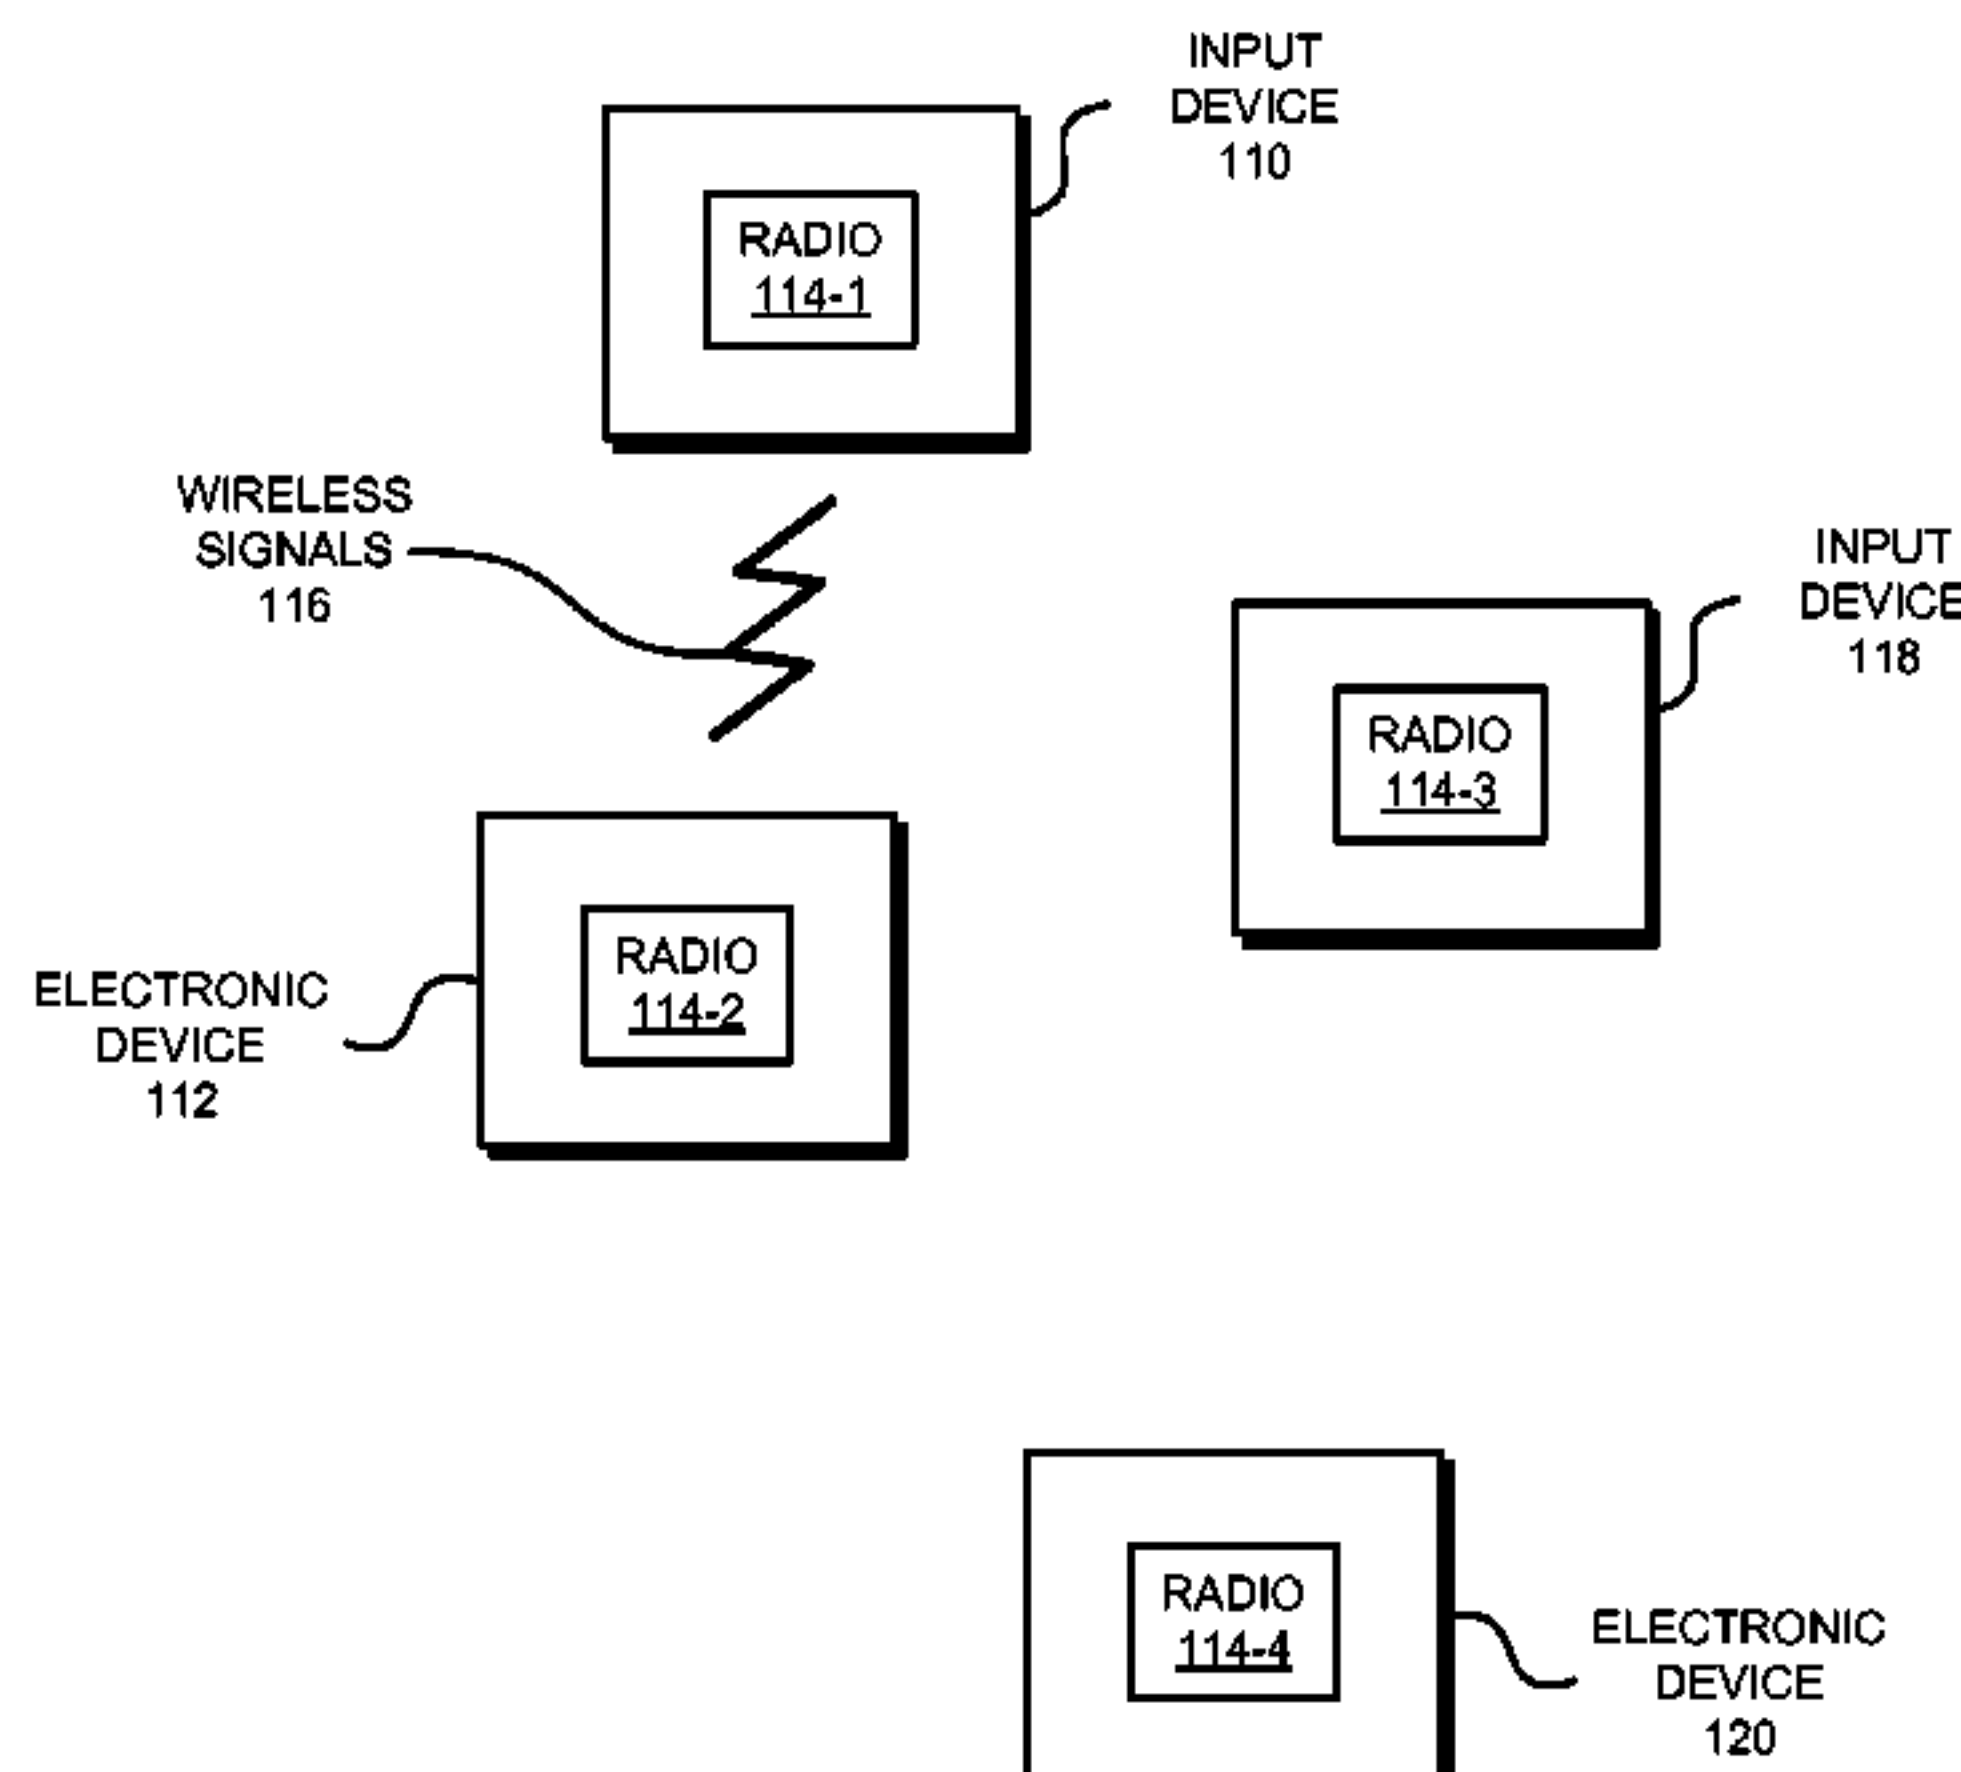 INPUT
DEVICE
110
RADIO
114-1
WIRELESS
SIGNALS
116
INPUT
DEVICE
118
RADIO
114-3
RADIO
114-2
ELECTRONIC
DEVICE
112
RADIO
114-4
ELECTRONIC
DEVICE
120